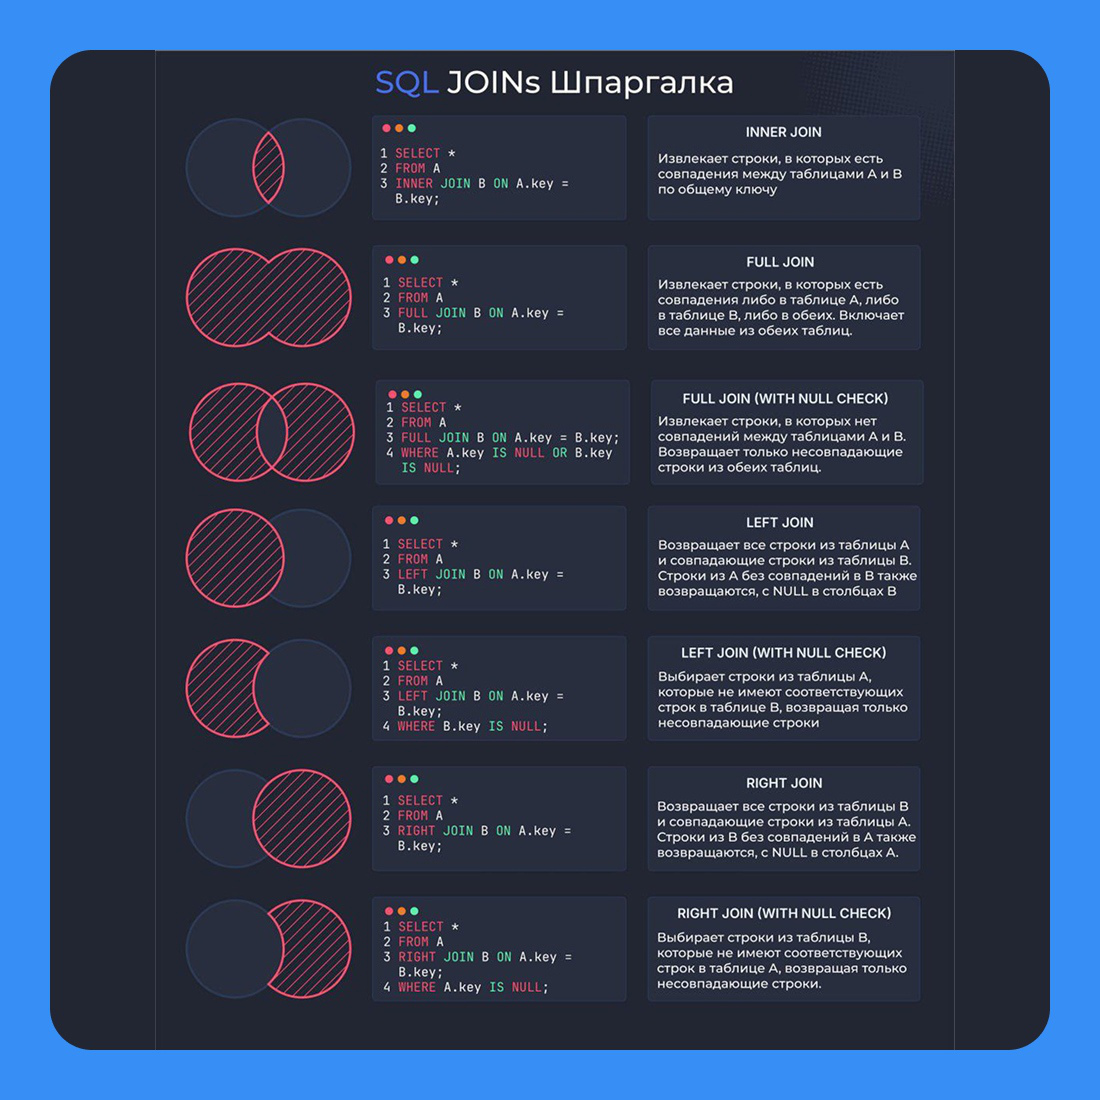 SQL JOINs Шпаргалка
1 SELECT *
2 FROM A
3 INNER JOIN B ON A.key =
B.key;
INNER JOIN
Извлекает строки, в которых есть
совпадения между таблицами А и В
по общему ключу
1 SELECT *
2 FROM A
3 FULL JOIN B ON A.key =
B.key;
FULL JOIN
Извлекает строки, в которых есть
совпадения либо в таблице А, либо
в таблице В, либо в обеих. Включает
все данные из обеих таблиц.
1 SELECT *
2 FROM A
3 FULL JOIN B ON A.key = B.key;
4 WHERE A.key IS NULL OR B.key
IS NULL;
FULL JOIN (WITH NULL CHECK)
Извлекает строки, в которых нет
совпадений между таблицами А и В.
Возвращает только несовпадающие
строки из обеих таблиц.
1 SELECT *
2 FROM A
3 LEFT JOIN B ON A.key =
B.key;
LEFT JOIN
Возвращает все строки из таблицы А
и совпадающие строки из таблицы В.
Строки из А без совпадений в В также
возвращаются, с NULL в столбцах В
1 SELECT *
2 FROM A
3 LEFT JOIN B ON A.key =
B.key;
4 WHERE B.key IS NULL;
LEFT JOIN (WITH NULL CHECK)
Выбирает строки из таблицы А,
которые не имеют соответствующих
строк в таблице В, возвращая только
несовпадающие строки
1 SELECT *
2 FROM A
3 RIGHT JOIN B ON A.key =
B.key;
RIGHT JOIN
Возвращает все строки из таблицы В
и совпадающие строки из таблицы А.
Строки из В без совпадений в А также
возвращаются, с NULL в столбцах А.
1 SELECT *
2 FROM A
3 RIGHT JOIN B ON A.key =
B.key;
4 WHERE A.key IS NULL;
RIGHT JOIN (WITH NULL CHECK)
Выбирает строки из таблицы В,
которые не имеют соответствующих
строк в таблице А, возвращая только
несовпадающие строки.